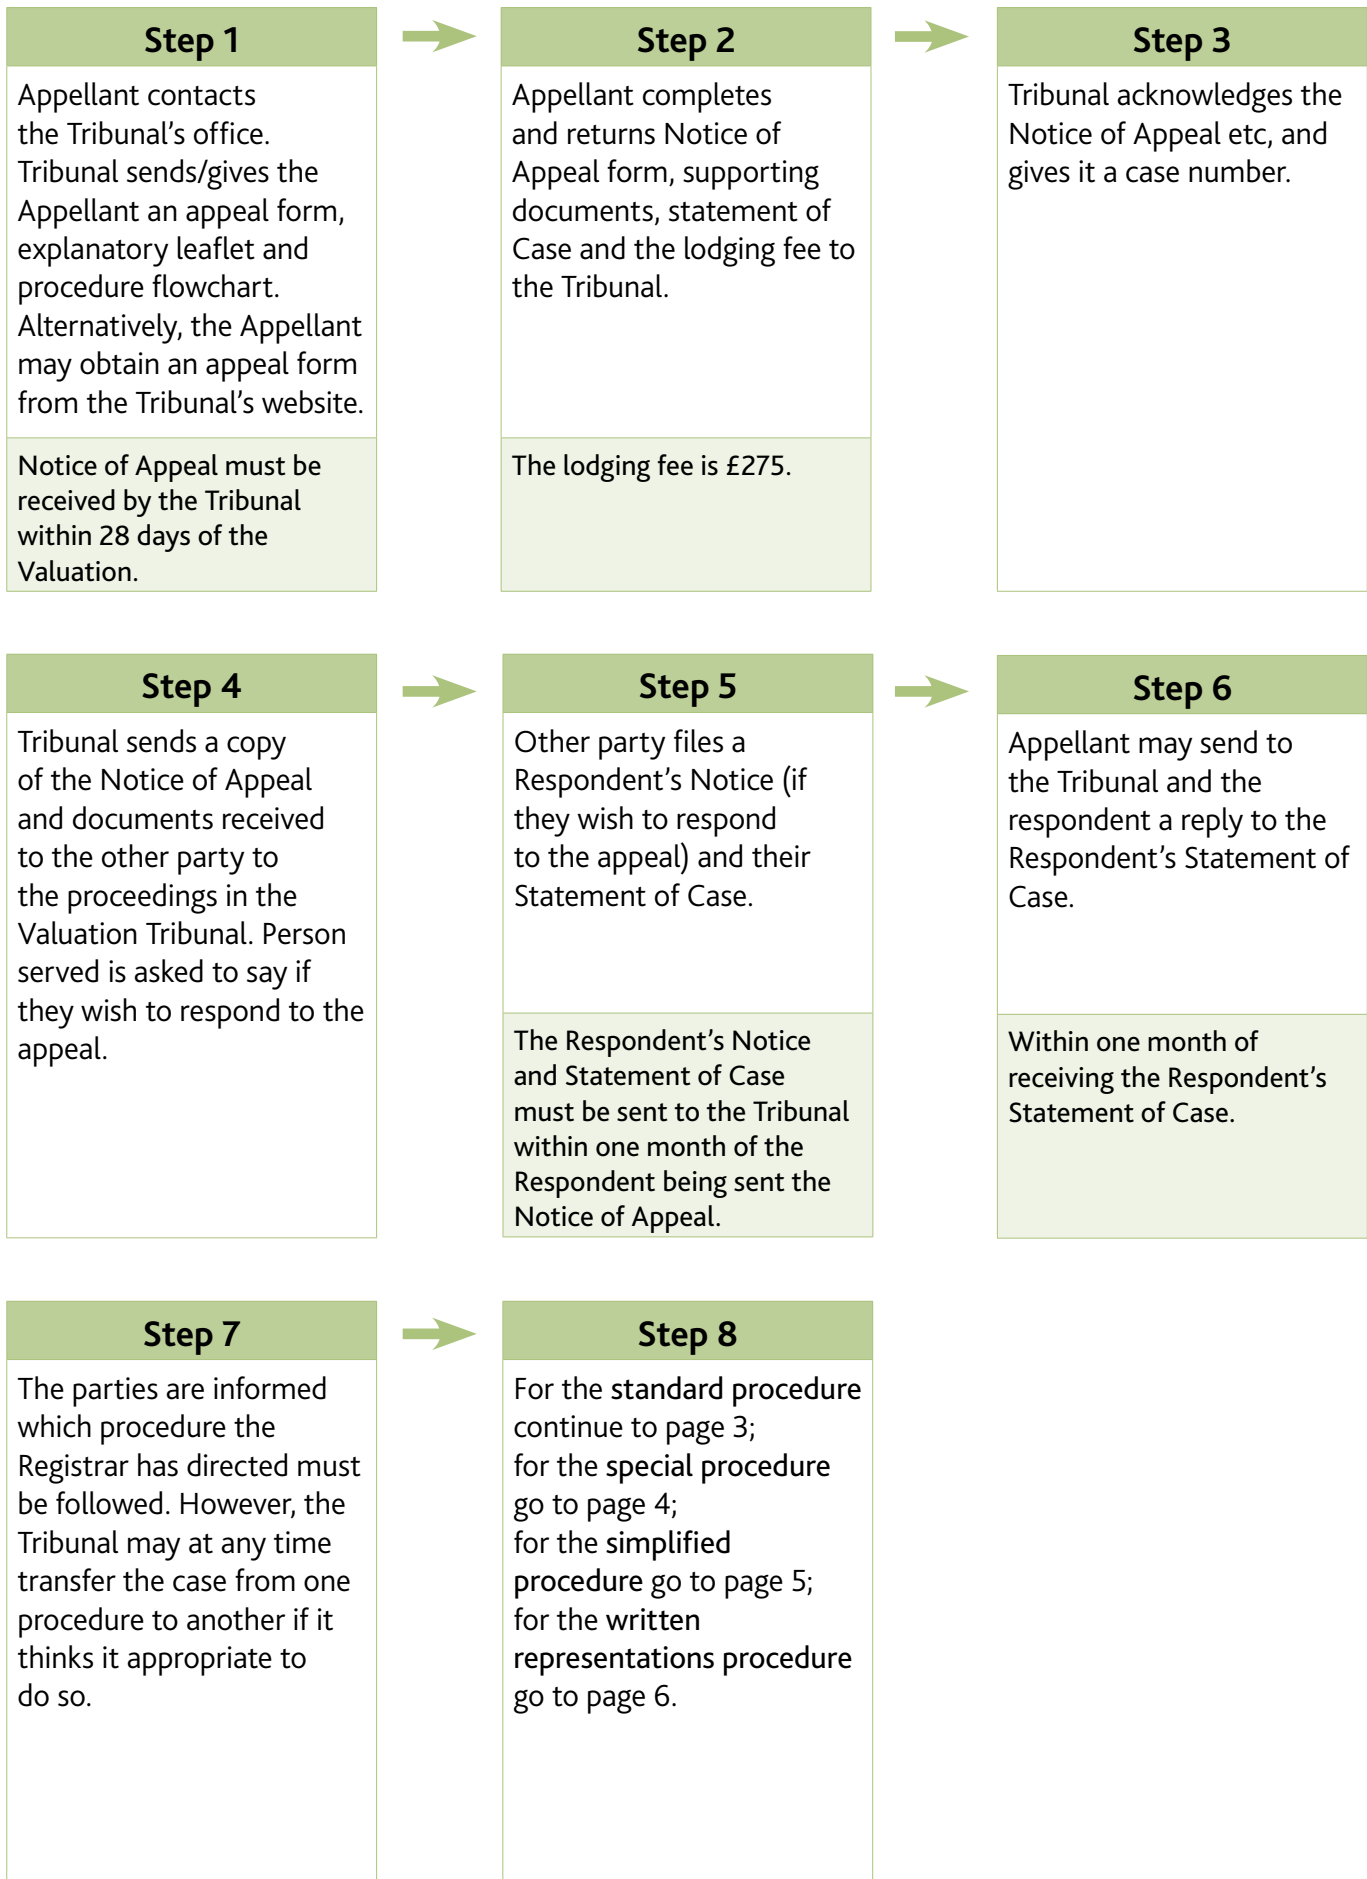 Step 1
Appellant contacts
the Tribunal’s office.
Tribunal sends/gives the
Appellant an appeal form,
explanatory leaflet and
procedure flowchart.
Alternatively, the Appellant
may obtain an appeal form
from the Tribunal’s website.
Notice of Appeal must be
received by the Tribunal
within 28 days of the
Valuation.
Step 2
Appellant completes
and returns Notice of
Appeal form, supporting
documents, statement of
Case and the lodging fee to
the Tribunal.
The lodging fee is £275.
Step 3
Tribunal acknowledges the
Notice of Appeal etc, and
gives it a case number.
Step 4
Tribunal sends a copy
of the Notice of Appeal
and documents received
to the other party to
the proceedings in the
Valuation Tribunal. Person
served is asked to say if
they wish to respond to the
appeal.
Step 5
Other party files a
Respondent’s Notice (if
they wish to respond
to the appeal) and their
Statement of Case.
The Respondent’s Notice
and Statement of Case
must be sent to the Tribunal
within one month of the
Respondent being sent the
Notice of Appeal.
Step 6
Appellant may send to
the Tribunal and the
respondent a reply to the
Respondent’s Statement of
Case.
Within one month of
receiving the Respondent’s
Statement of Case.
Step 7
The parties are informed
which procedure the
Registrar has directed must
be followed. However, the
Tribunal may at any time
transfer the case from one
procedure to another if it
thinks it appropriate to
do so.
Step 8
For the standard procedure
continue to page 3;
for the special procedure
go to page 4;
for the simplified
procedure go to page 5;
for the written
representations procedure
go to page 6.